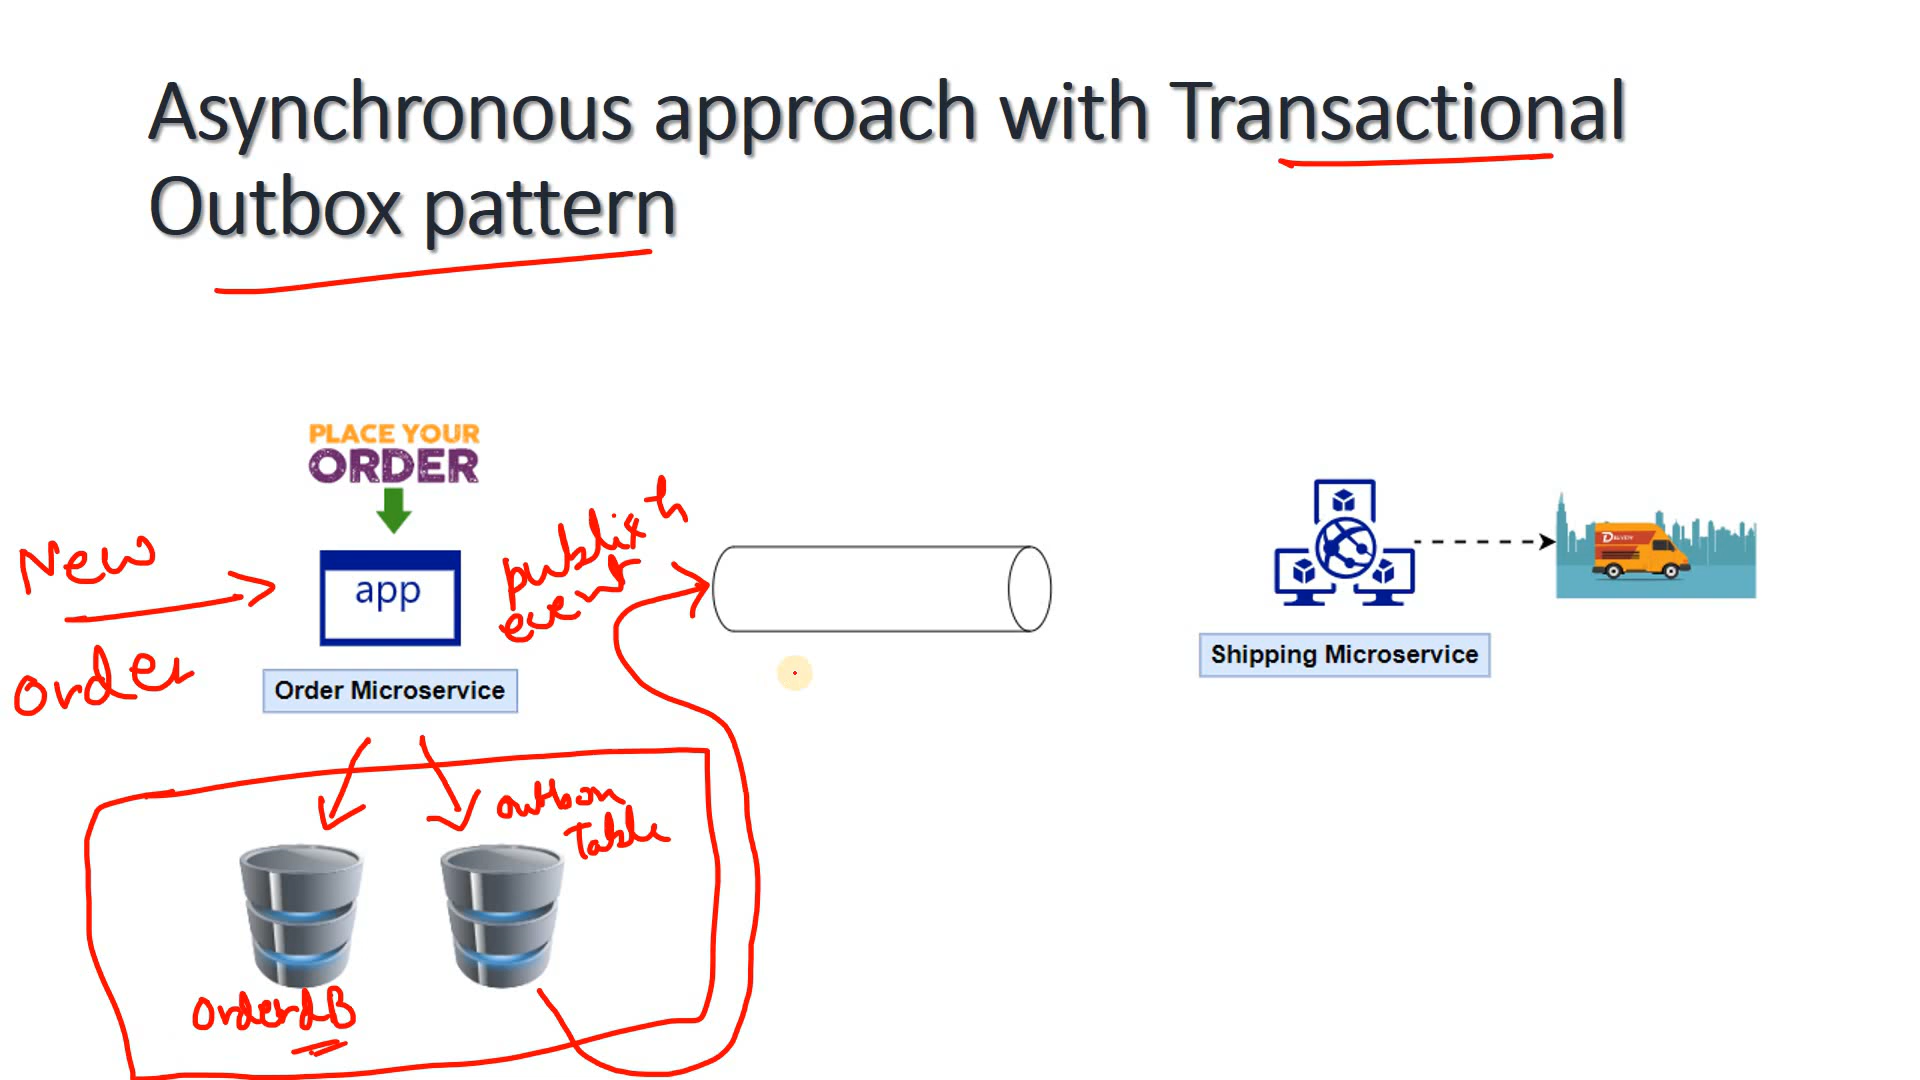 Asynchronous approach with Transactional
Outbox pattern
PLACE YOUR
ORDER
New
order
app
publish
event
Order Microservice
Shipping Microservice
outbox
Table
OrderdB